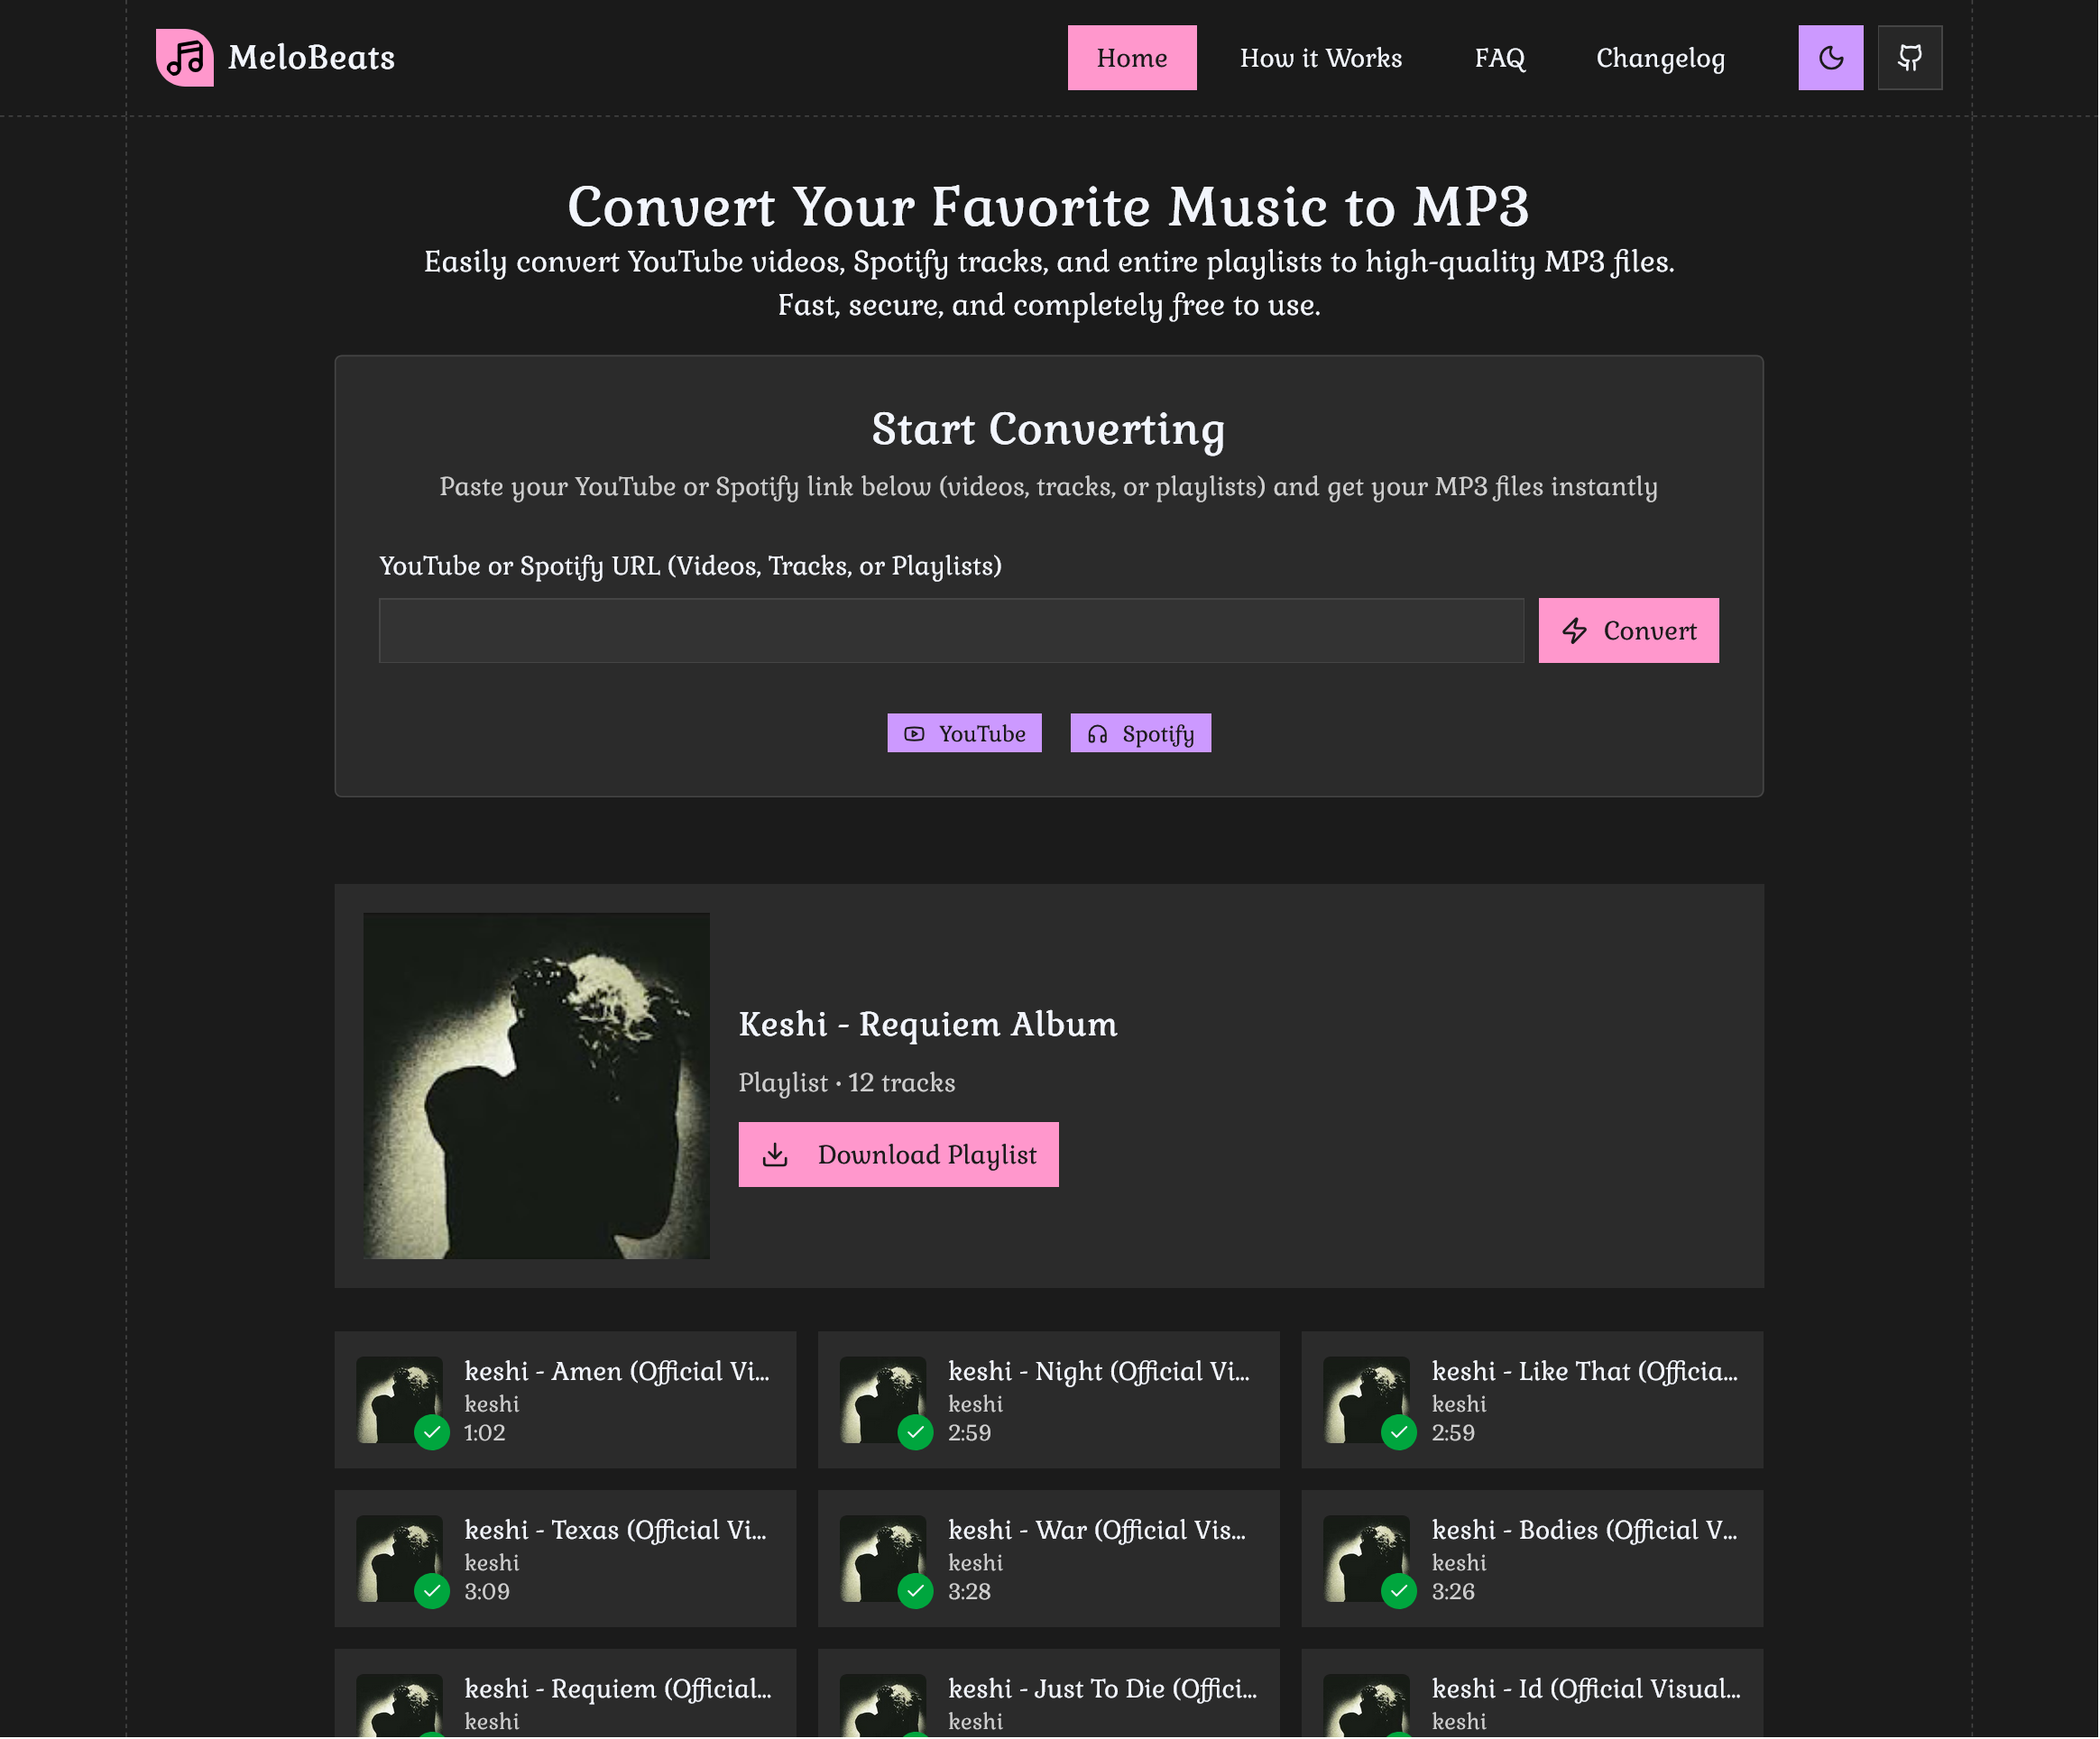 MeloBeats
Home
How it Works
FAQ
Changelog
Convert Your Favorite Music to MP3
Easily convert YouTube videos, Spotify tracks, and entire playlists to high-quality MP3 files.
Fast, secure, and completely free to use.
Start Converting
Paste your YouTube or Spotify link below (videos, tracks, or playlists) and get your MP3 files instantly
YouTube or Spotify URL (Videos, Tracks, or Playlists)
Convert
YouTube
Spotify
Keshi - Requiem Album
Playlist • 12 tracks
Download Playlist
keshi - Amen (Official Vi...
keshi
1:02
keshi - Night (Official Vi...
keshi
2:59
keshi - Like That (Officia...
keshi
2:59
keshi - Texas (Official Vi...
keshi
3:09
keshi - War (Official Vis...
keshi
3:28
keshi - Bodies (Official V...
keshi
3:26
keshi - Requiem (Official...
keshi
keshi - Just To Die (Offici...
keshi
keshi - Id (Official Visual...
keshi